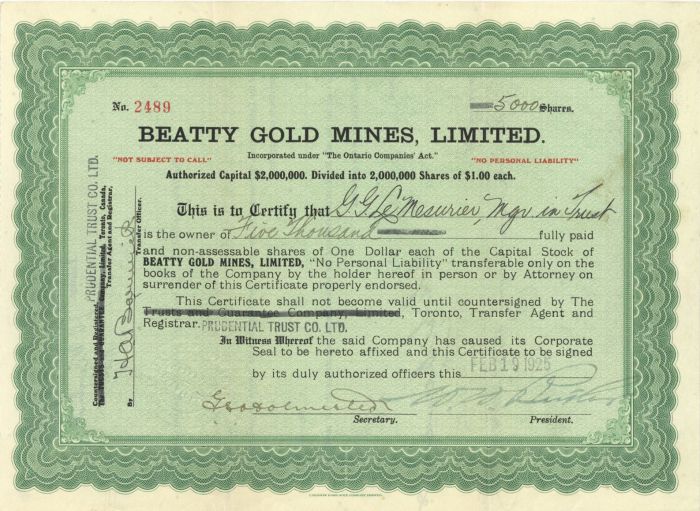 No. 2489
5000 Shares.
BEATTY GOLD MINES, LIMITED.
"NOT SUBJECT TO CALL"
Incorporated under "The Ontario Companies' Act."
"NO PERSONAL LIABILITY"
Authorized Capital $2,000,000. Divided into 2,000,000 Shares of $1.00 each.
This is to Certify that G G Le Mesurier, Mgr. in Trust
is the owner of Five Thousand fully paid
and non-assessable shares of One Dollar each of the Capital Stock of
BEATTY GOLD MINES, LIMITED, "No Personal Liability" transferable only on the
books of the Company by the holder hereof in person or by Attorney on
surrender of this Certificate properly endorsed.
This Certificate shall not become valid until countersigned by The
Trusts and Guarantee Company, Limited, Toronto, Transfer Agent and
Registrar. PRUDENTIAL TRUST CO. LTD.
In Witness Whereof the said Company has caused its Corporate
Seal to be hereto affixed and this Certificate to be signed
by its duly authorized officers this FEB 19 1925
Secretary.
President.
PRUDENTIAL TRUST CO. LTD.
Countersigned and Registered
The TRUSTS and GUARANTEE Company, Limited, Toronto, Canada,
Transfer Agent and Registrar,
By
Transfer Officer.